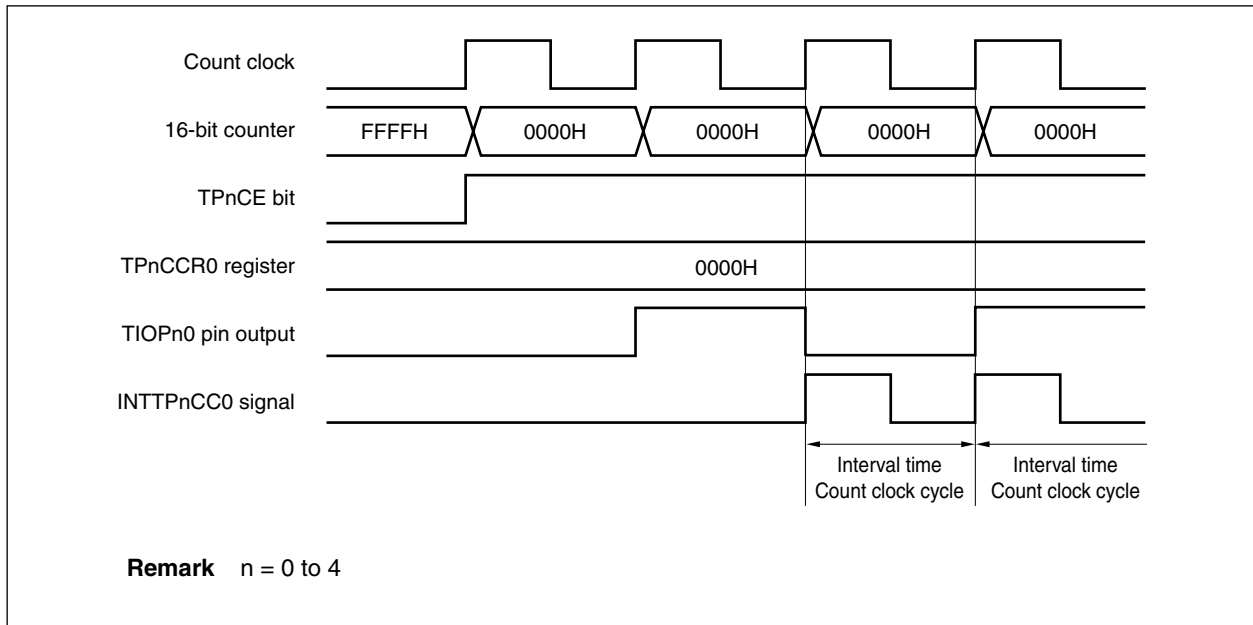 Count clock
16-bit counter FFFFH 0000H 0000H 0000H 0000H
TPnCE bit
TPnCCR0 register 0000H
TIOPn0 pin output
INTTPnCC0 signal
Interval time Interval time
Count clock cycle Count clock cycle
Remark n = 0 to 4